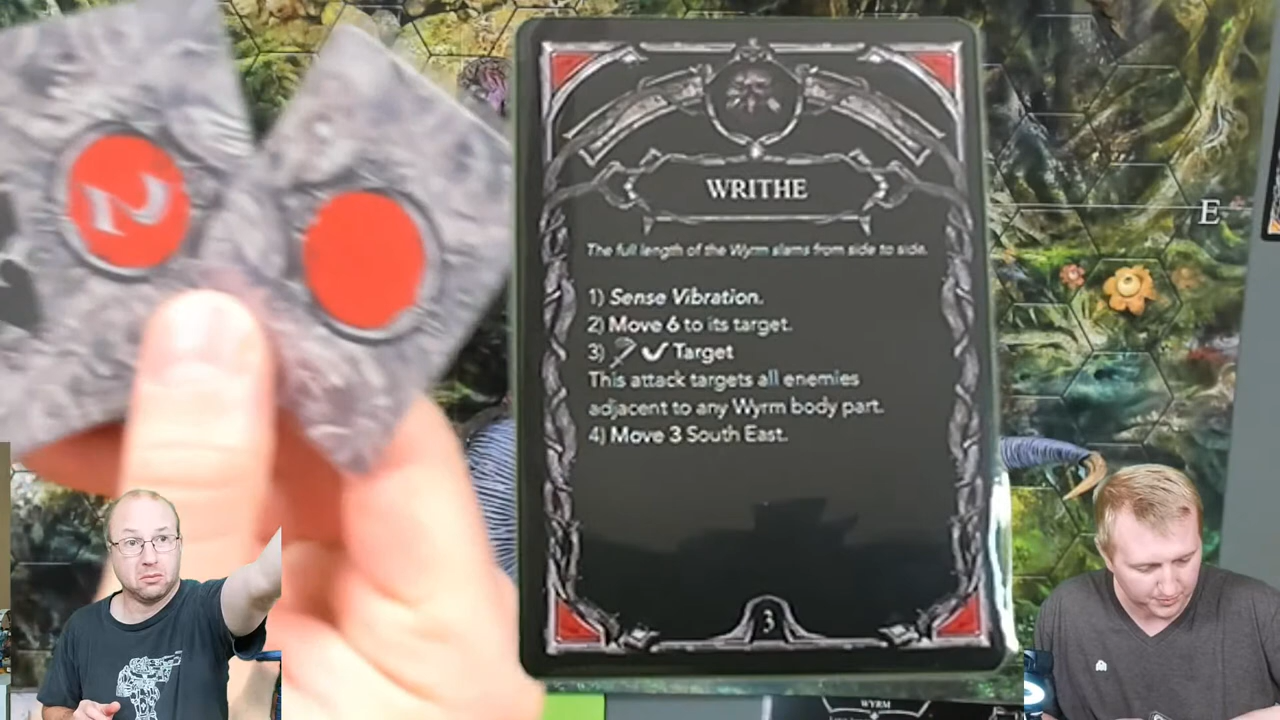 2
WRITHE
The full length of the Wyrm slams from side to side.
1) Sense Vibration.
2) Move 6 to its target.
3) Target
This attack targets all enemies
adjacent to any Wyrm body part.
4) Move 3 South East.
3
E
WYRM